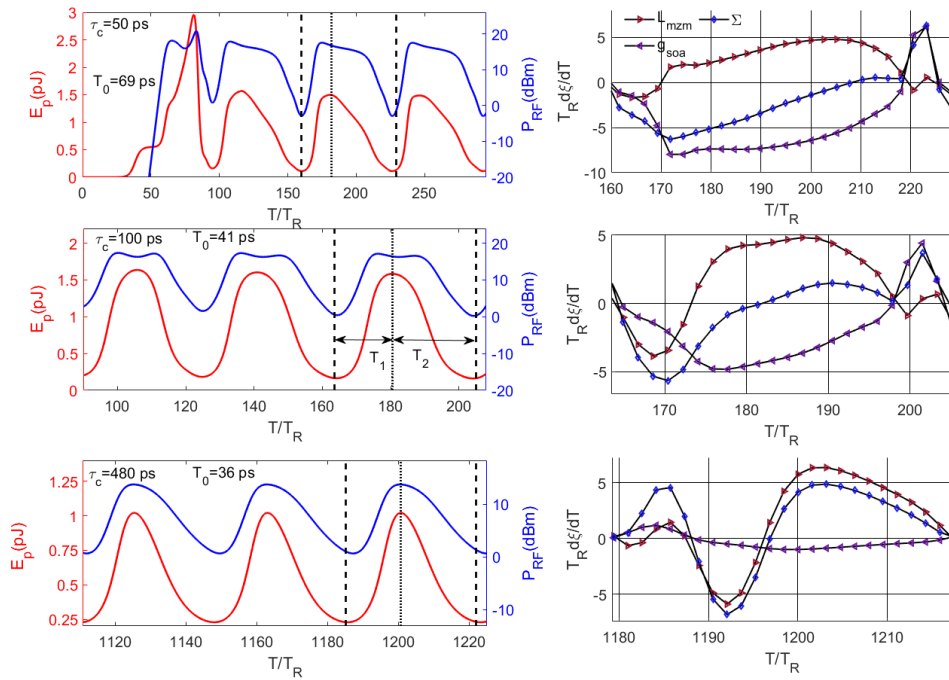 τc=50 ps
T0=69 ps
Ep(pJ)
3
2.5
2
1.5
1
0.5
0
20
10
0
-10
-20
PRF(dBm)
0 50 100 150 200 250
T/TR
Lmzm Σ
gsoa
TRdξ/dT
5
0
-5
-10
160 170 180 190 200 210 220
T/TR
τc=100 ps T0=41 ps
Ep(pJ)
2
1.5
1
0.5
0
20
10
0
-10
-20
PRF(dBm)
T1 T2
100 120 140 160 180 200
T/TR
TRdξ/dT
5
0
-5
170 180 190 200
T/TR
τc=480 ps T0=36 ps
Ep(pJ)
1.25
1
0.75
0.5
0.25
10
0
-10
PRF(dBm)
1120 1140 1160 1180 1200 1220
T/TR
TRdξ/dT
5
0
-5
1179 1191 1200 1210
T/TR